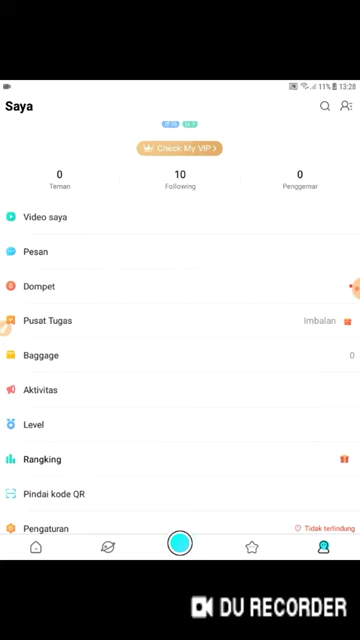 11% 13:28
Saya
Check My VIP >
0
10
0
Teman
Following
Penggemar
Video saya
Pesan
Dompet
Pusat Tugas
Imbalan
Baggage
0
Aktivitas
Level
Rangking
Pindai kode QR
Pengaturan
Tidak terlindung
DU RECORDER